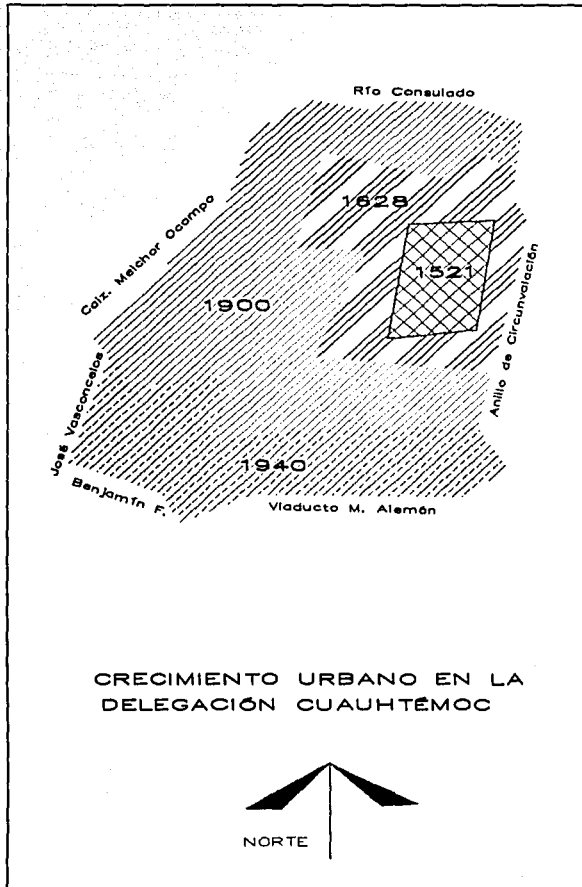 Río Consulado
1628
Calz. Melchor Ocampo
1521
1900
Anillo de Circunvalación
José Vasconcelos
1940
Benjamín F.
Viaducto M. Alemán
CRECIMIENTO URBANO EN LA
DELEGACIÓN CUAUHTÉMOC
NORTE